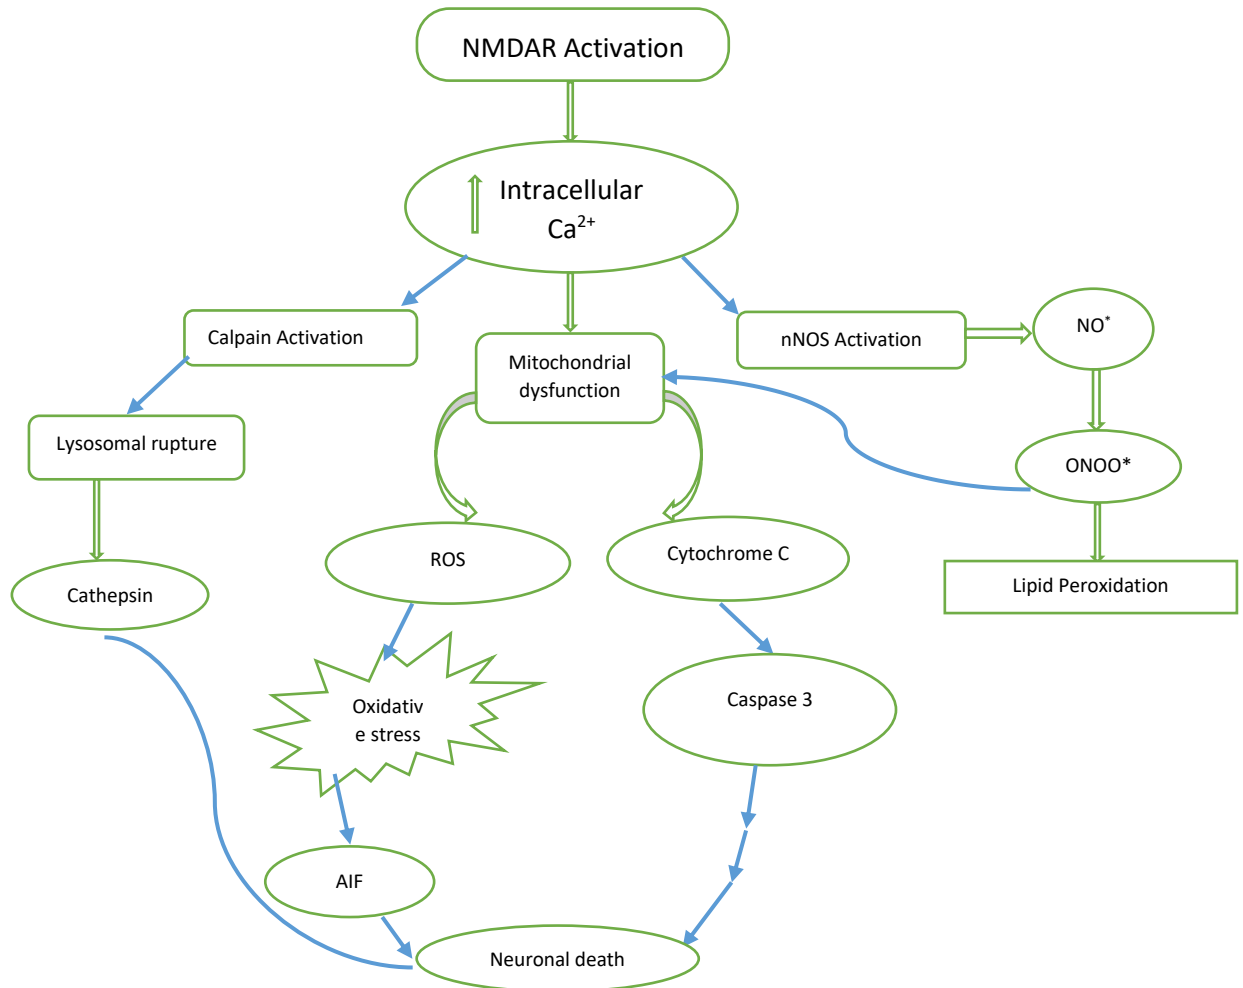 NMDAR Activation
Intracellular
Ca²⁺
Calpain Activation
Mitochondrial
dysfunction
nNOS Activation
NO*
Lysosomal rupture
ONOO*
Cathepsin
ROS
Cytochrome C
Lipid Peroxidation
Oxidativ
e stress
Caspase 3
AIF
Neuronal death